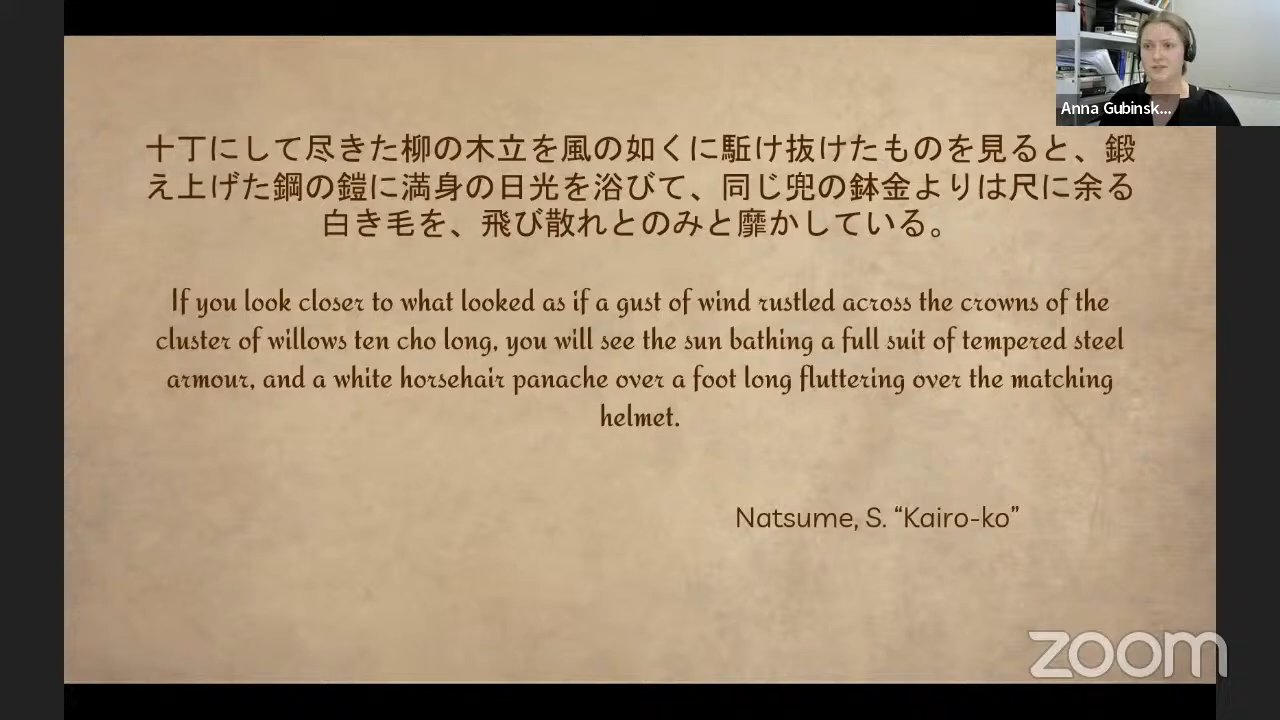 Anna Gubinsk...
十丁にして尽きた柳の木立を風の如くに駈け抜けたものを見ると、鍛
え上げた鋼の鎧に満身の日光を浴びて、同じ兜の鉢金よりは尺に余る
白き毛を、飛び散れとのみと靡かしている。
If you look closer to what looked as if a gust of wind rustled across the crowns of the
cluster of willows ten cho long, you will see the sun bathing a full suit of tempered steel
armour, and a white horsehair panache over a foot long fluttering over the matching
helmet.
Natsume, S. “Kairo-ko”
zoom